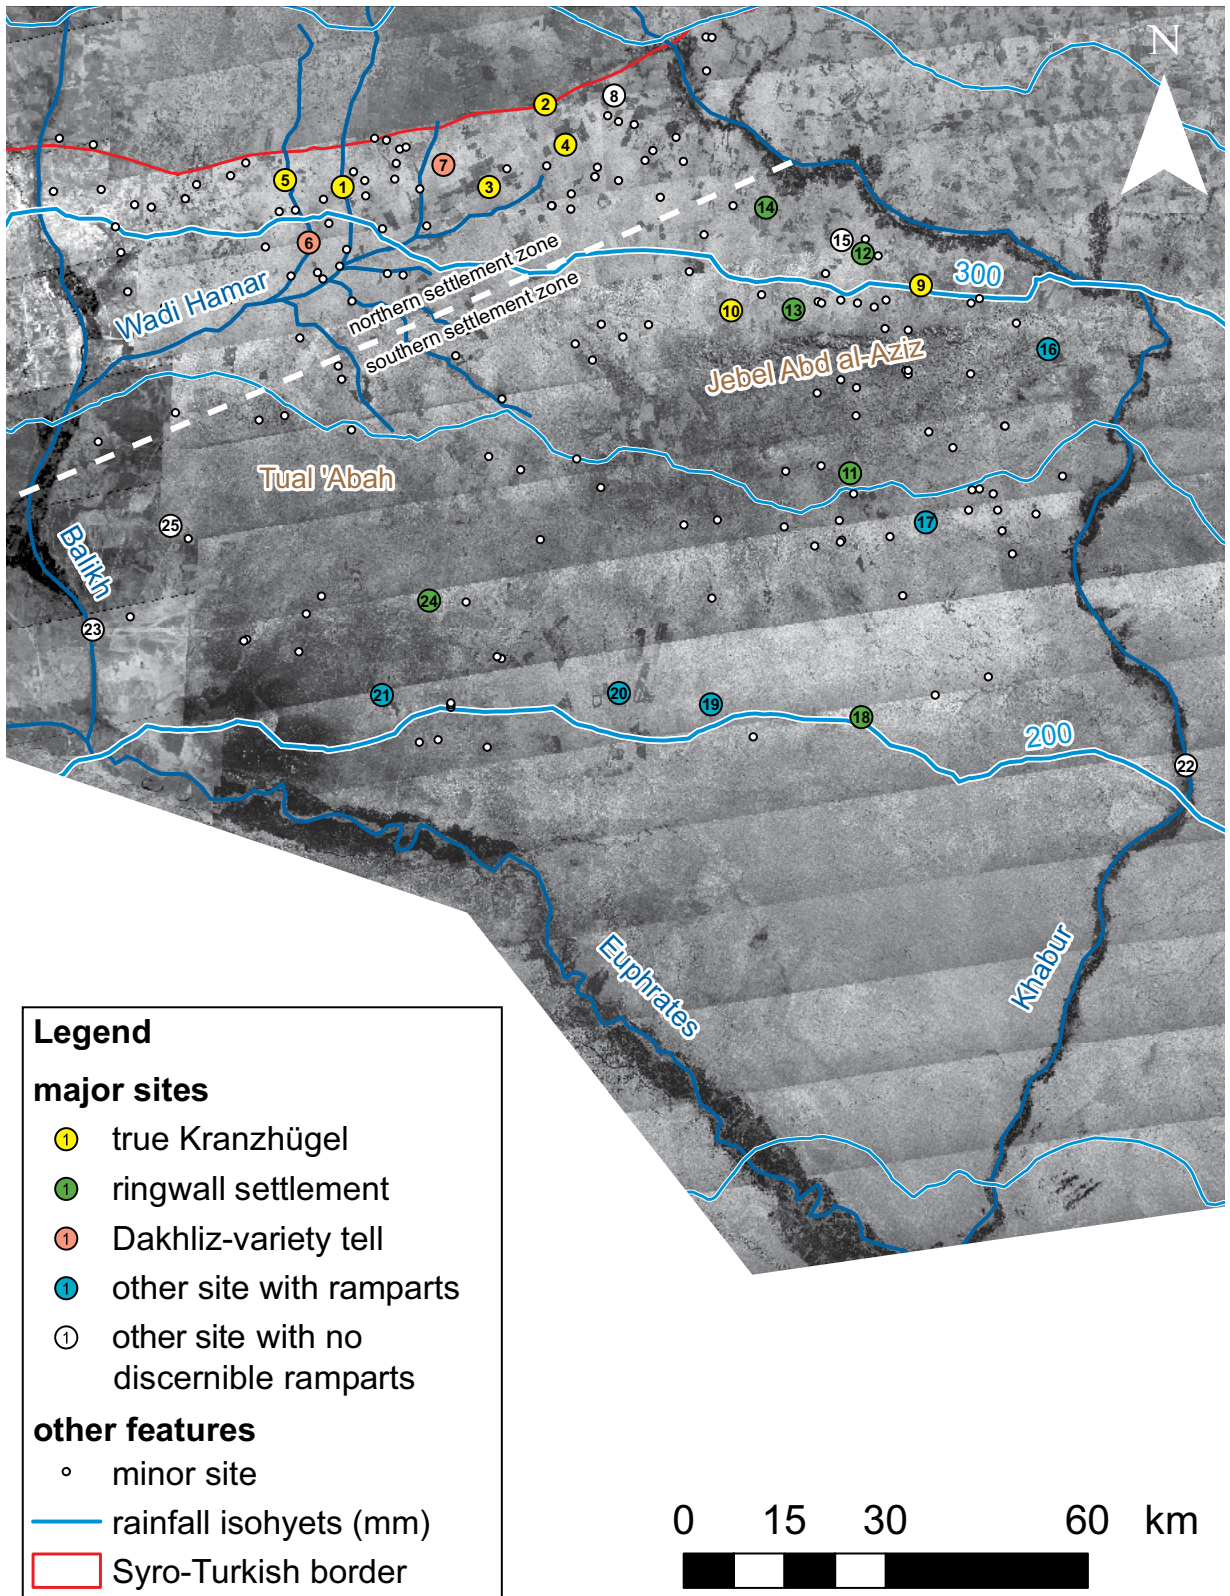 N
2
8
4
7
5
1
3
14
6
15
12
northern settlement zone
300
9
Wadi Hamar
southern settlement zone
10
13
16
Jebel Abd al-Aziz
Tual 'Abah
11
25
17
Balikh
24
23
21
20
19
18
200
22
Euphrates
Khabur
Legend
major sites
1 true Kranzhügel
1 ringwall settlement
1 Dakhliz-variety tell
1 other site with ramparts
1 other site with no
discernible ramparts
other features
minor site
rainfall isohyets (mm)
Syro-Turkish border
0 15 30 60 km